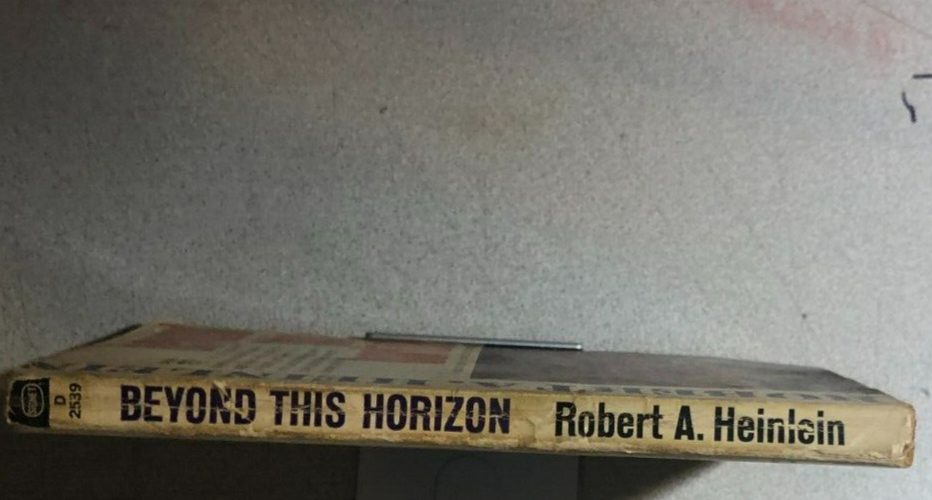 D
2539
BEYOND THIS HORIZON Robert A. Heinlein